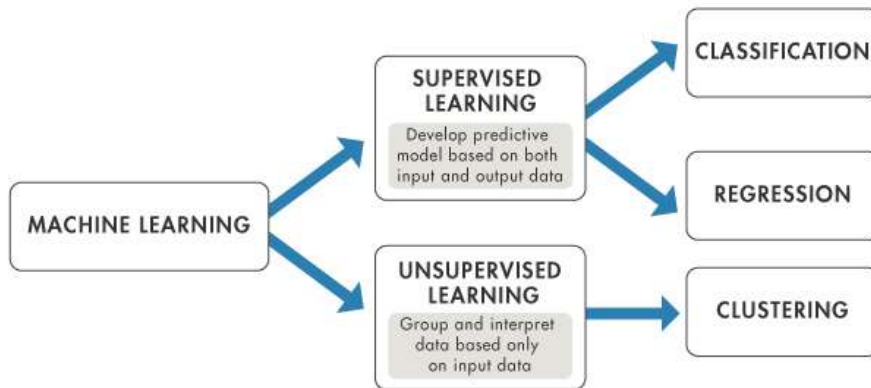 MACHINE LEARNING
SUPERVISED
LEARNING
Develop predictive
model based on both
input and output data
UNSUPERVISED
LEARNING
Group and interpret
data based only
on input data
CLASSIFICATION
REGRESSION
CLUSTERING